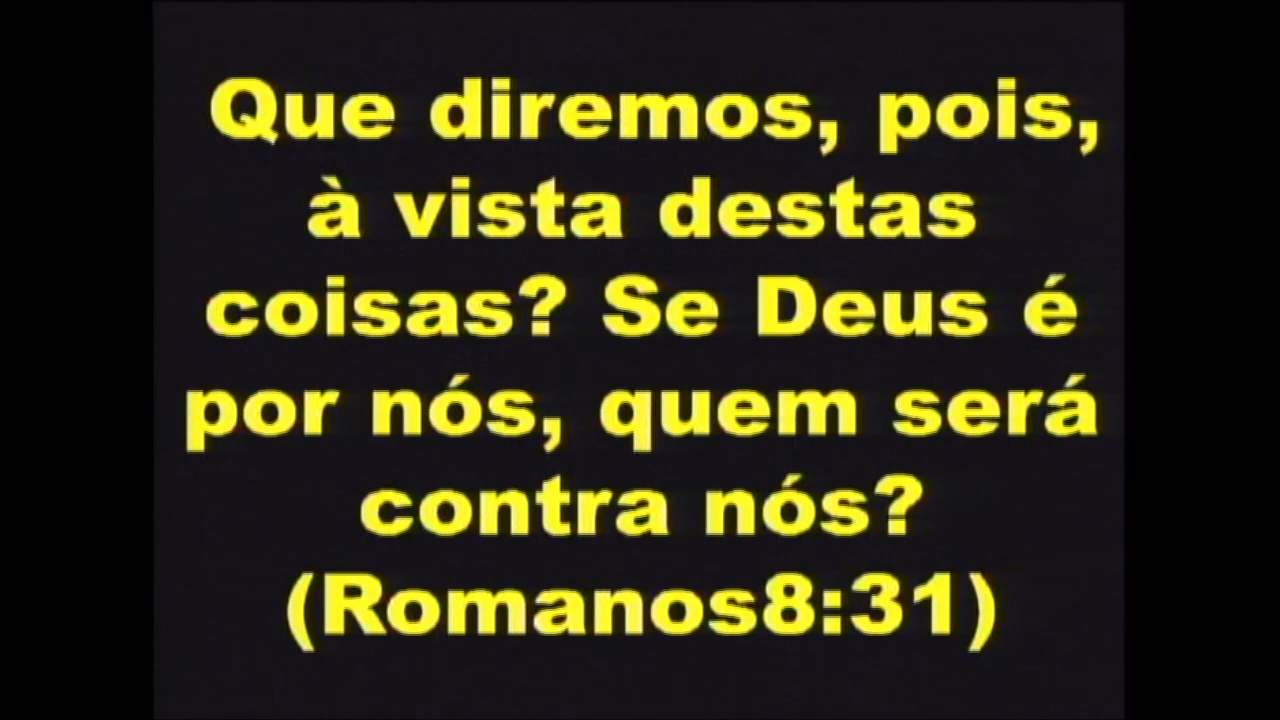 Que diremos, pois,
à vista destas
coisas? Se Deus é
por nós, quem será
contra nós?
(Romanos8:31)